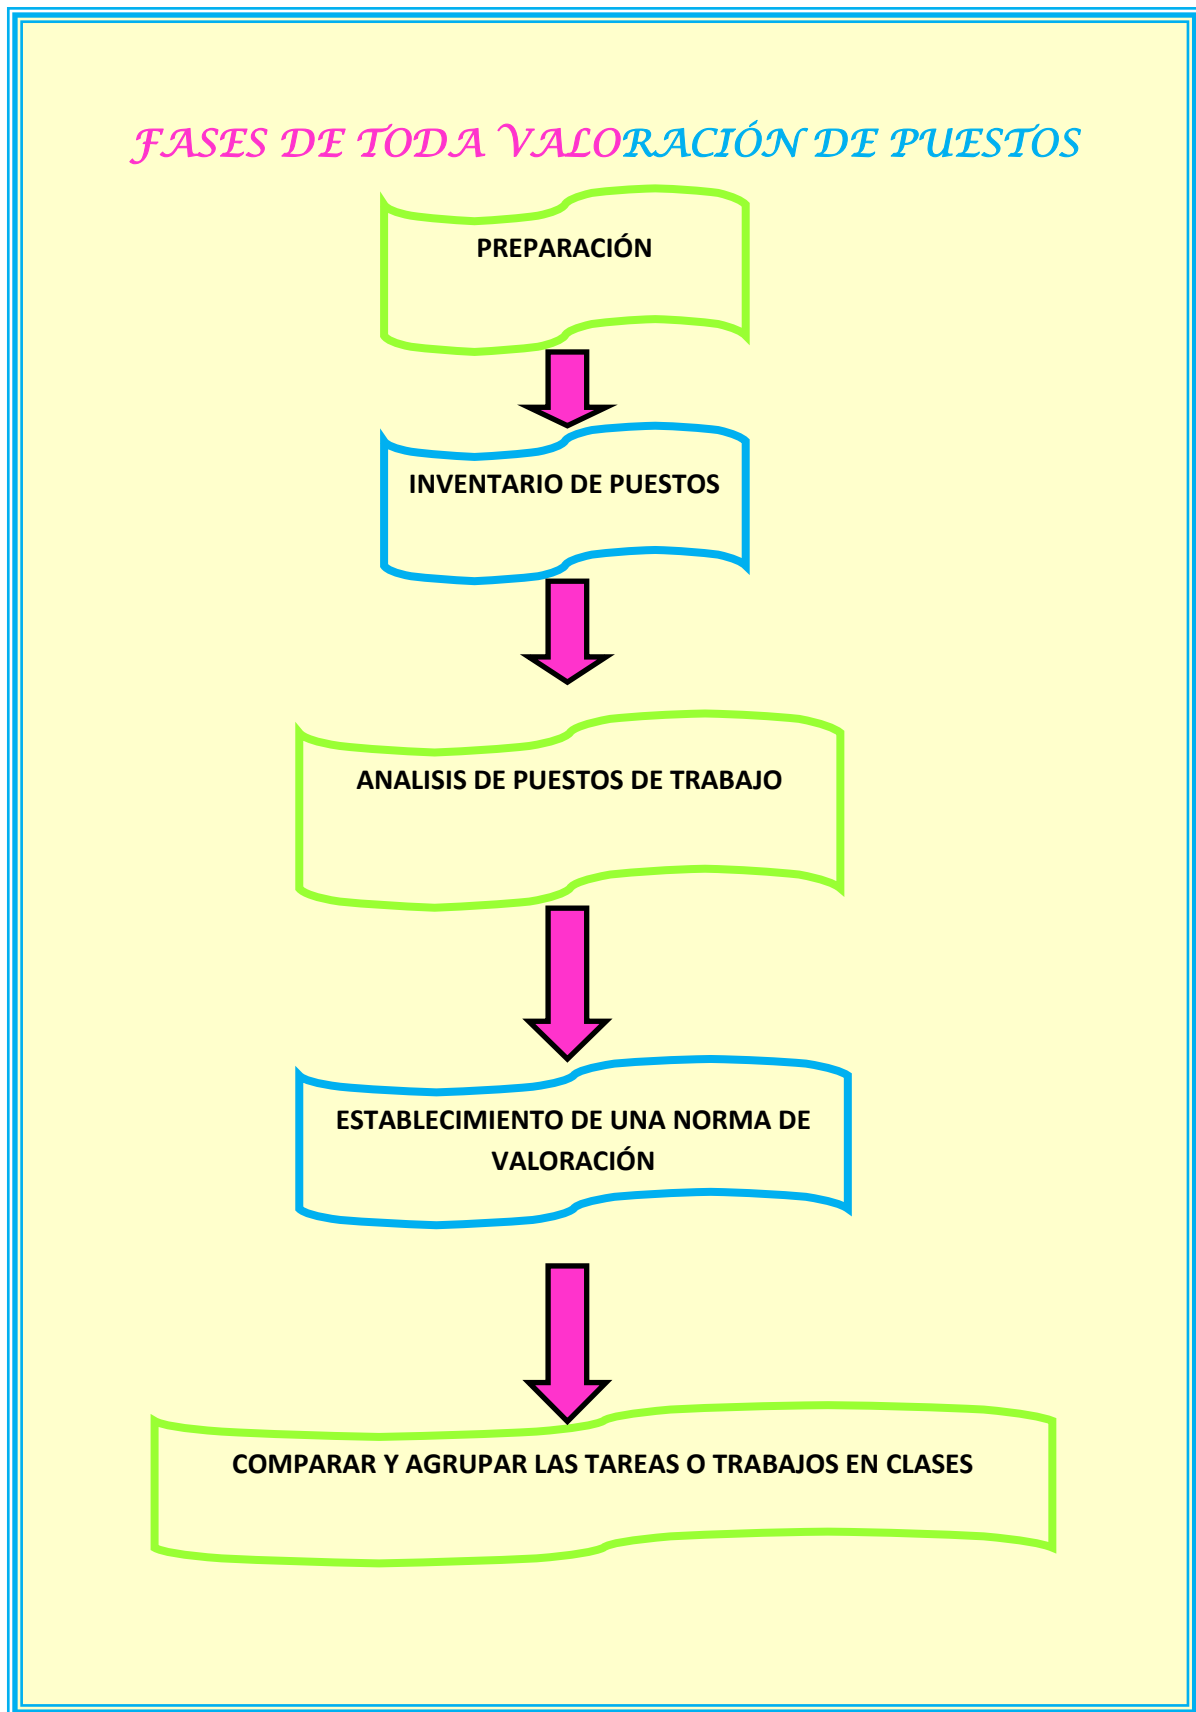 FASES DE TODA VALORACIÓN DE PUESTOS
PREPARACIÓN
INVENTARIO DE PUESTOS
ANALISIS DE PUESTOS DE TRABAJO
ESTABLECIMIENTO DE UNA NORMA DE
VALORACIÓN
COMPARAR Y AGRUPAR LAS TAREAS O TRABAJOS EN CLASES